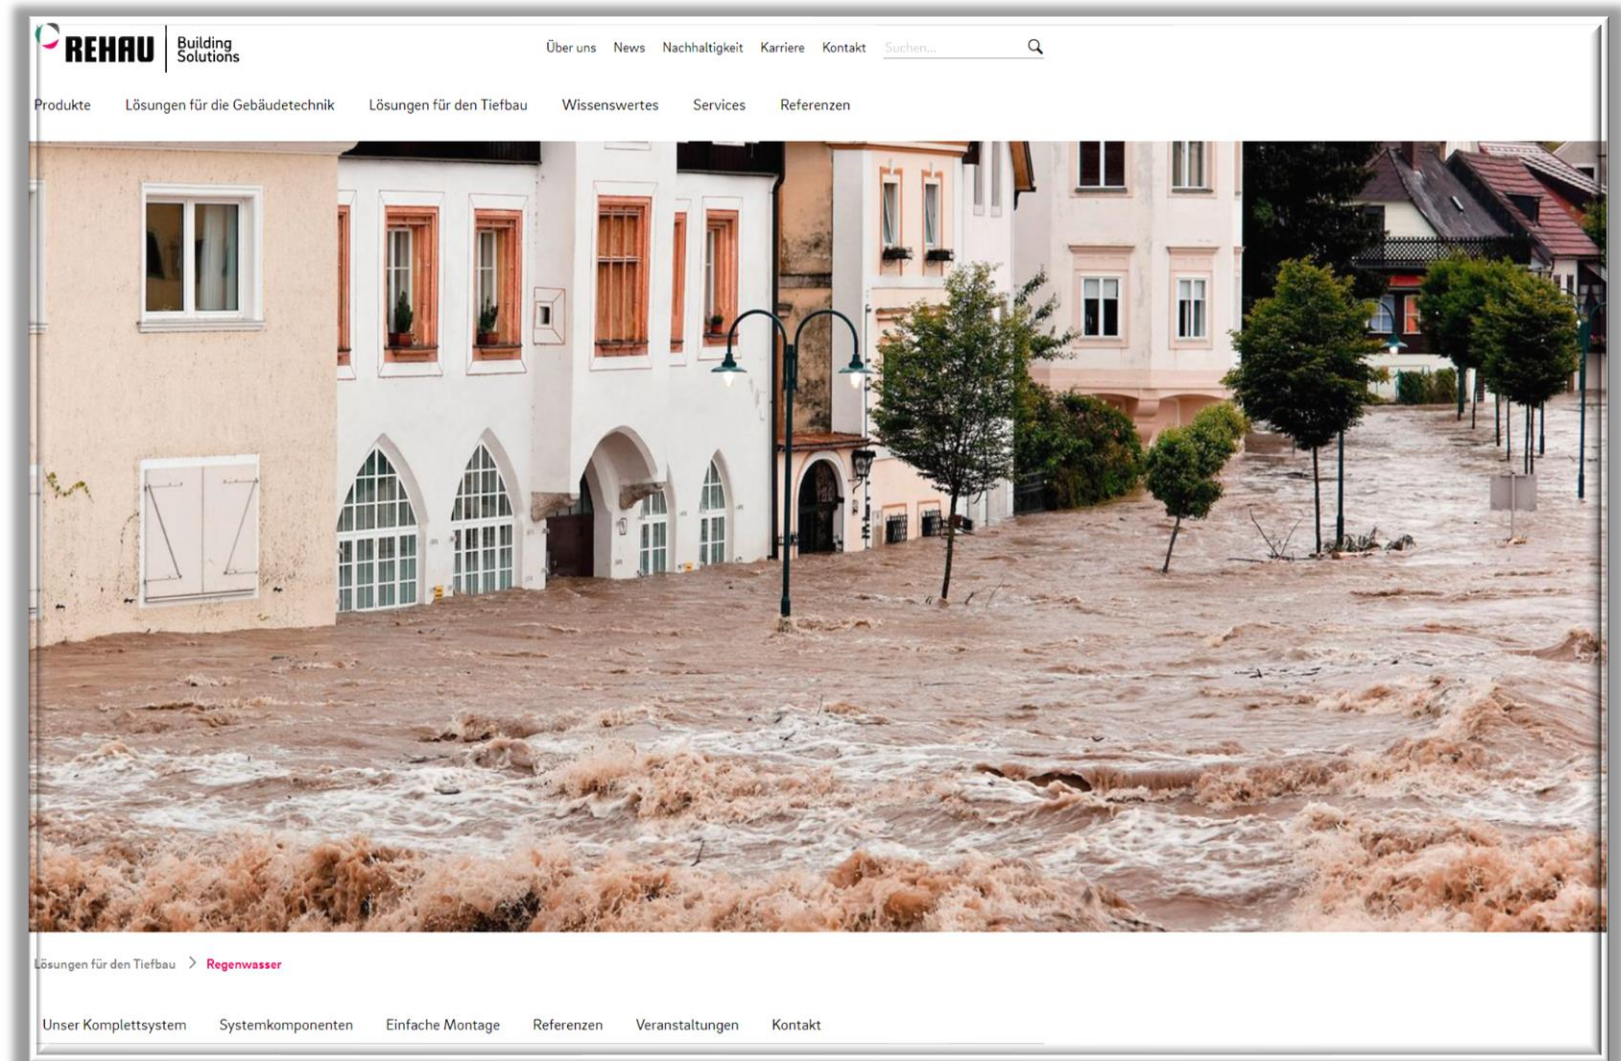 REHAU Building Solutions
Über uns News Nachhaltigkeit Karriere Kontakt Suchen...
Produkte Lösungen für die Gebäudetechnik Lösungen für den Tiefbau Wissenswertes Services Referenzen
Lösungen für den Tiefbau > Regenwasser
Unser Komplettsystem Systemkomponenten Einfache Montage Referenzen Veranstaltungen Kontakt